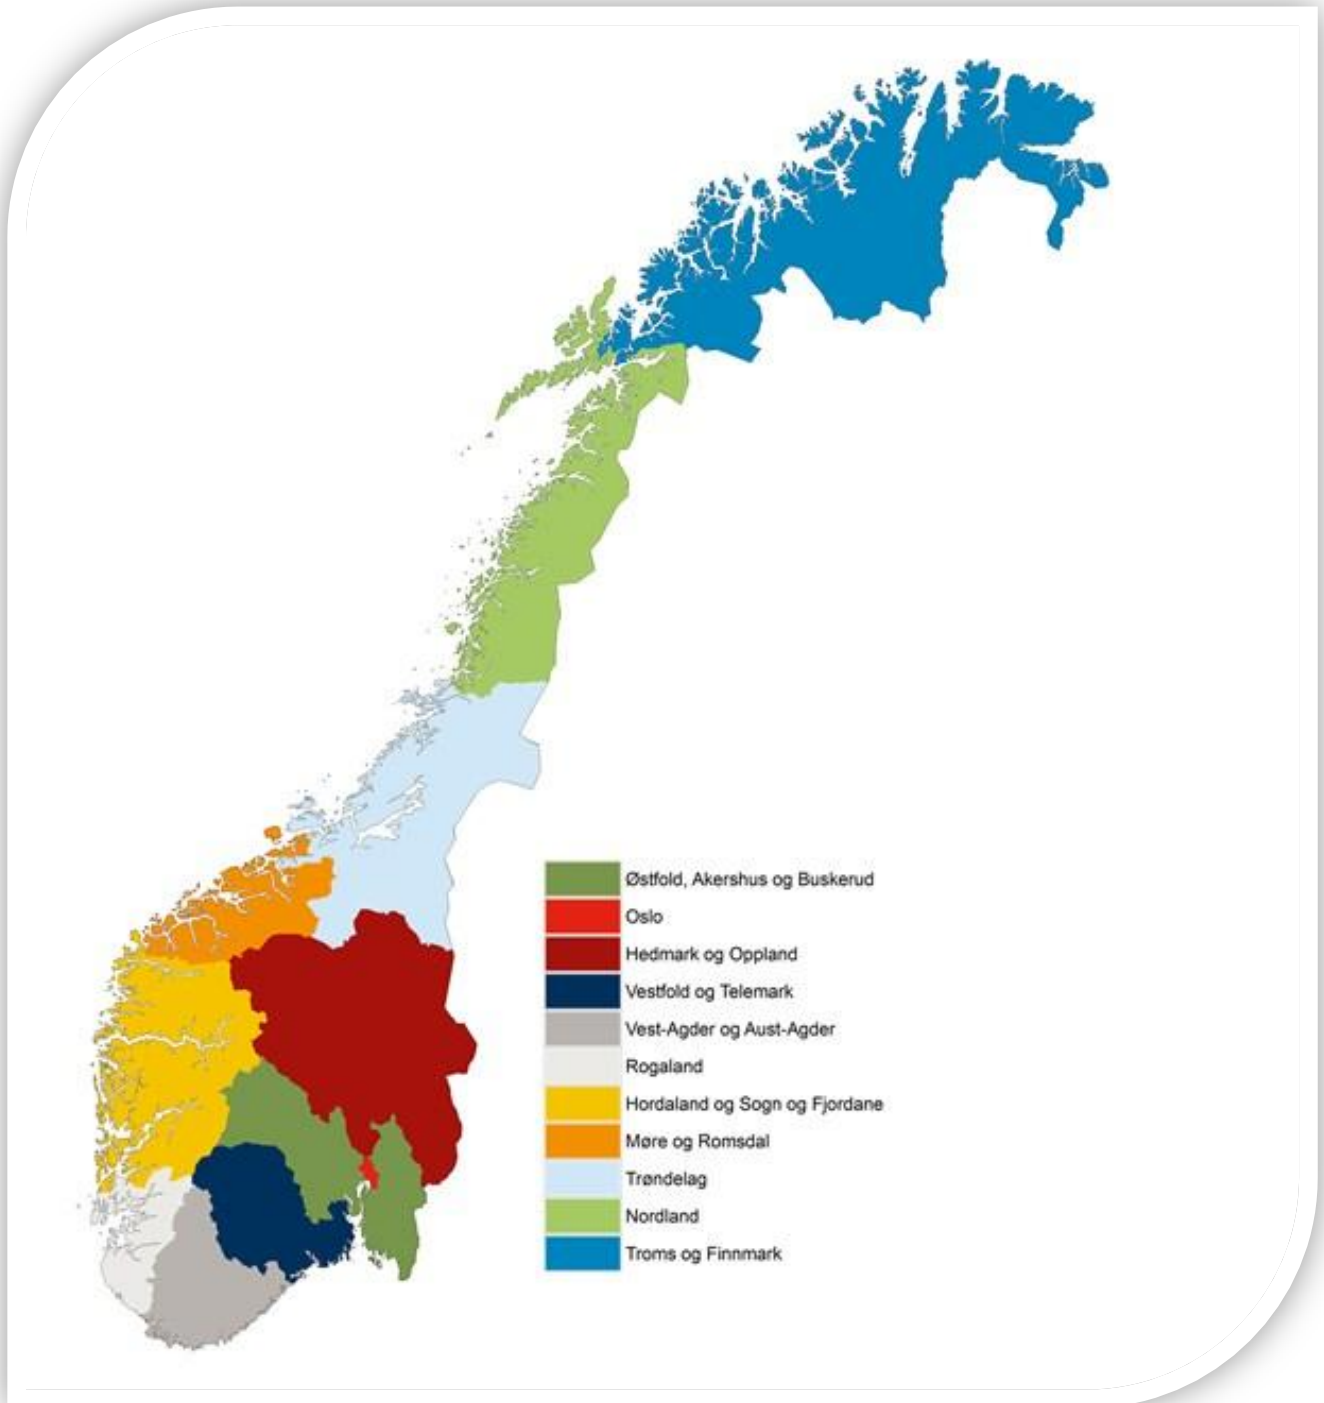 Østfold, Akershus og Buskerud
Oslo
Hedmark og Oppland
Vestfold og Telemark
Vest-Agder og Aust-Agder
Rogaland
Hordaland og Sogn og Fjordane
Møre og Romsdal
Trøndelag
Nordland
Troms og Finnmark